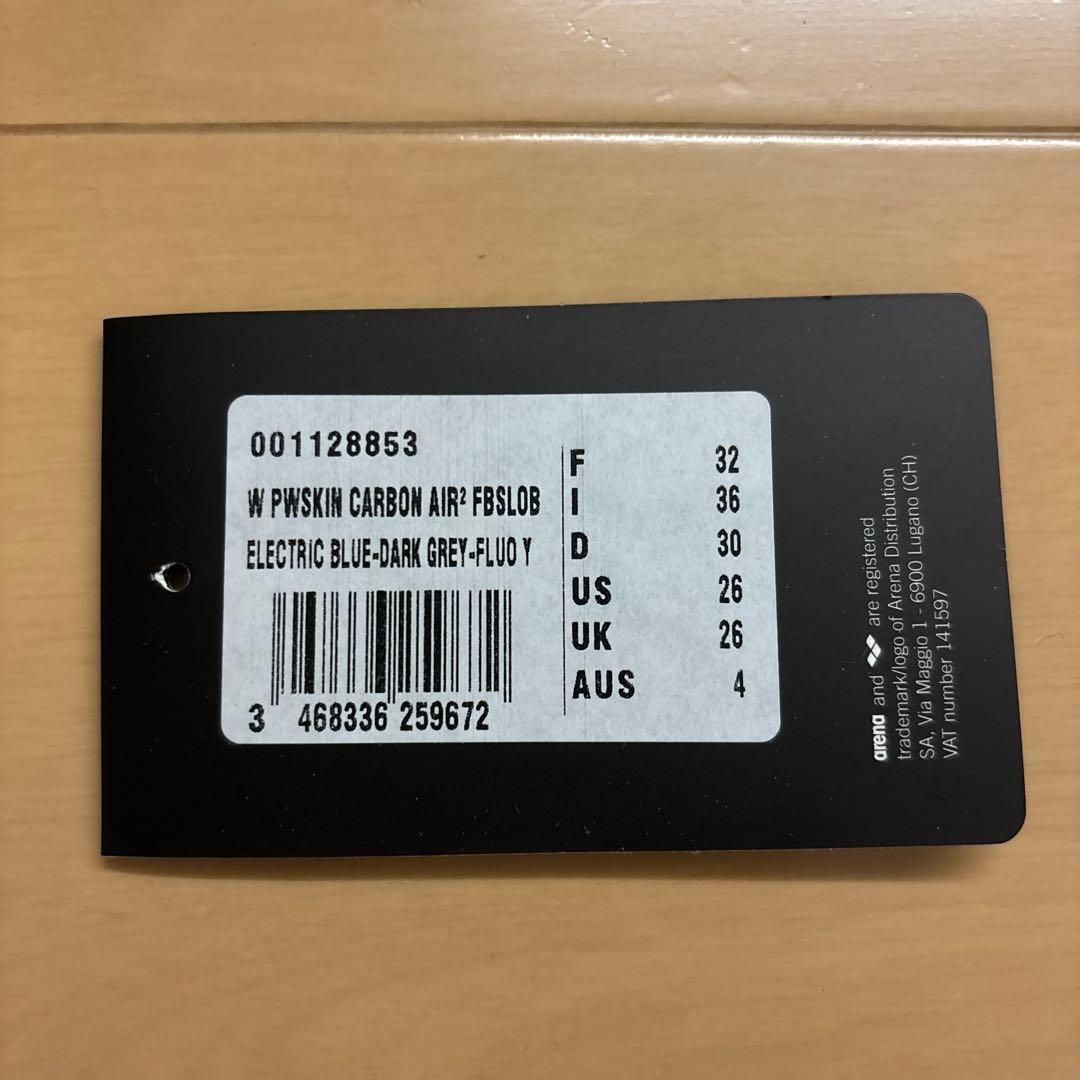 001128853
W PWSKIN CARBON AIR² FBSLOB
ELECTRIC BLUE-DARK GREY-FLUO Y
3 468336 259672
F 32
I 36
D 30
US 26
UK 26
AUS 4
arena and are registered
trademark/logo of Arena Distribution
SA, Via Maggio 1 - 6900 Lugano (CH)
VAT number 141597